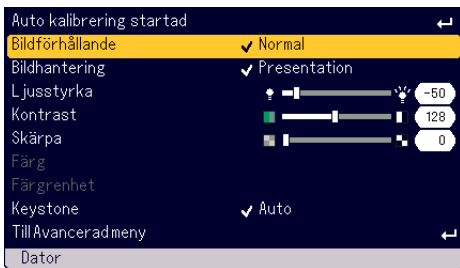 Auto kalibrering startad
Bildförhållande Normal
Bildhantering Presentation
Ljusstyrka -50
Kontrast 128
Skärpa 0
Färg
Färgrenhet
Keystone Auto
Till Avancerad meny
Dator